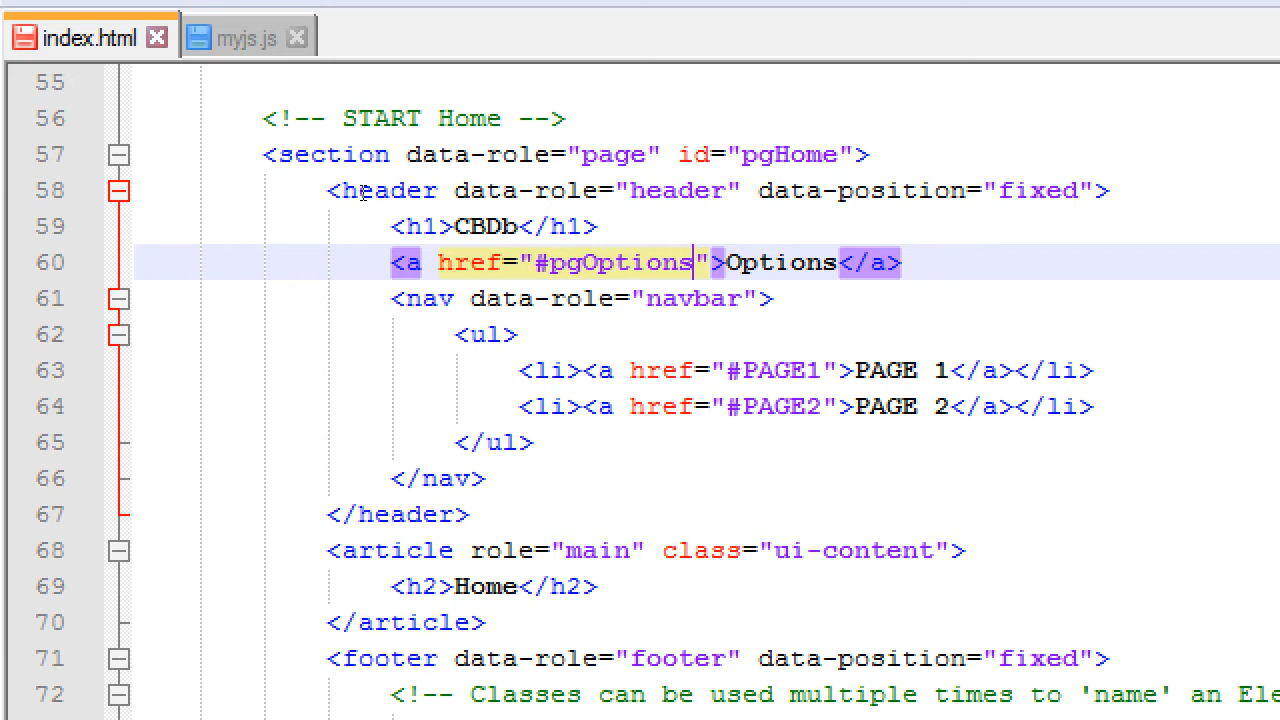 index.html myjs.js
55
56 <!-- START Home -->
57 <section data-role="page" id="pgHome">
58 <header data-role="header" data-position="fixed">
59 <h1>CBDb</h1>
60 <a href="#pgOptions">Options</a>
61 <nav data-role="navbar">
62 <ul>
63 <li><a href="#PAGE1">PAGE 1</a></li>
64 <li><a href="#PAGE2">PAGE 2</a></li>
65 </ul>
66 </nav>
67 </header>
68 <article role="main" class="ui-content">
69 <h2>Home</h2>
70 </article>
71 <footer data-role="footer" data-position="fixed">
72 <!-- Classes can be used multiple times to 'name' an Ele